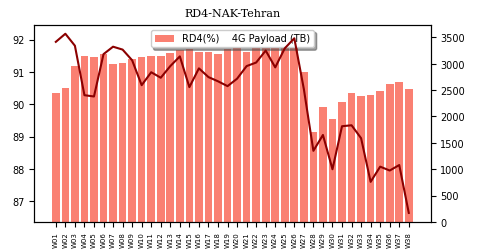 RD4-NAK-Tehran
RD4(%) 4G Payload (TB)
92 91 90 89 88 87
3500 3000 2500 2000 1500 1000 500 0
W01 W02 W03 W04 W05 W06 W07 W08 W09 W10 W11 W12 W13 W14 W15 W16 W17 W18 W19 W20 W21 W22 W23 W24 W25 W26 W27 W28 W29 W30 W31 W32 W33 W34 W35 W36 W37 W38